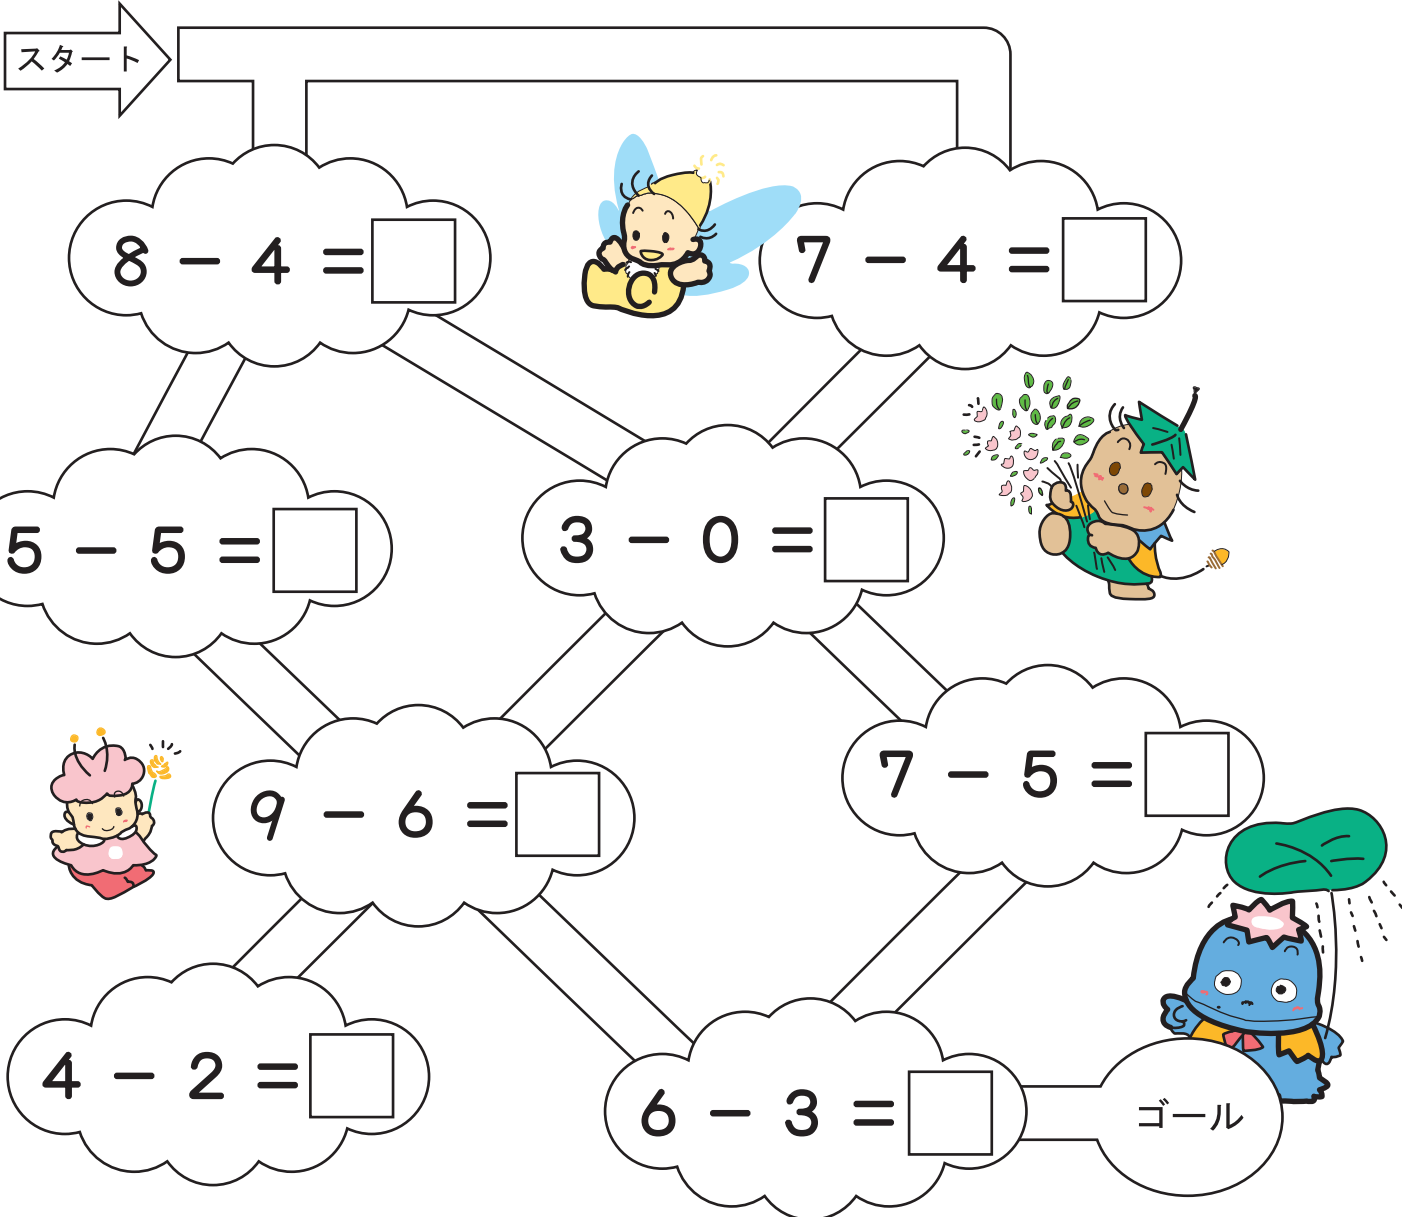 スタート
8 − 4 = □
7 − 4 = □
5 − 5 = □
3 − 0 = □
7 − 5 = □
9 − 6 = □
4 − 2 = □
6 − 3 = □
ゴール